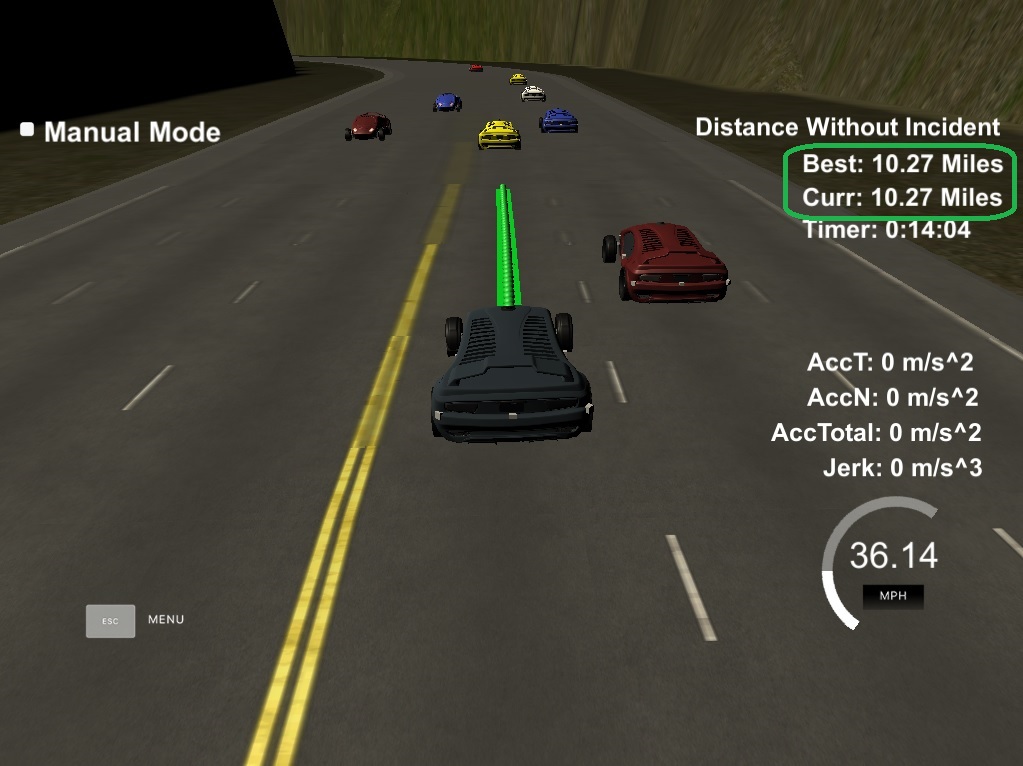 Manual Mode
Distance Without Incident
Best: 10.27 Miles
Curr: 10.27 Miles
Timer: 0:14:04
AccT: 0 m/s^2
AccN: 0 m/s^2
AccTotal: 0 m/s^2
Jerk: 0 m/s^3
36.14
MPH
ESC MENU